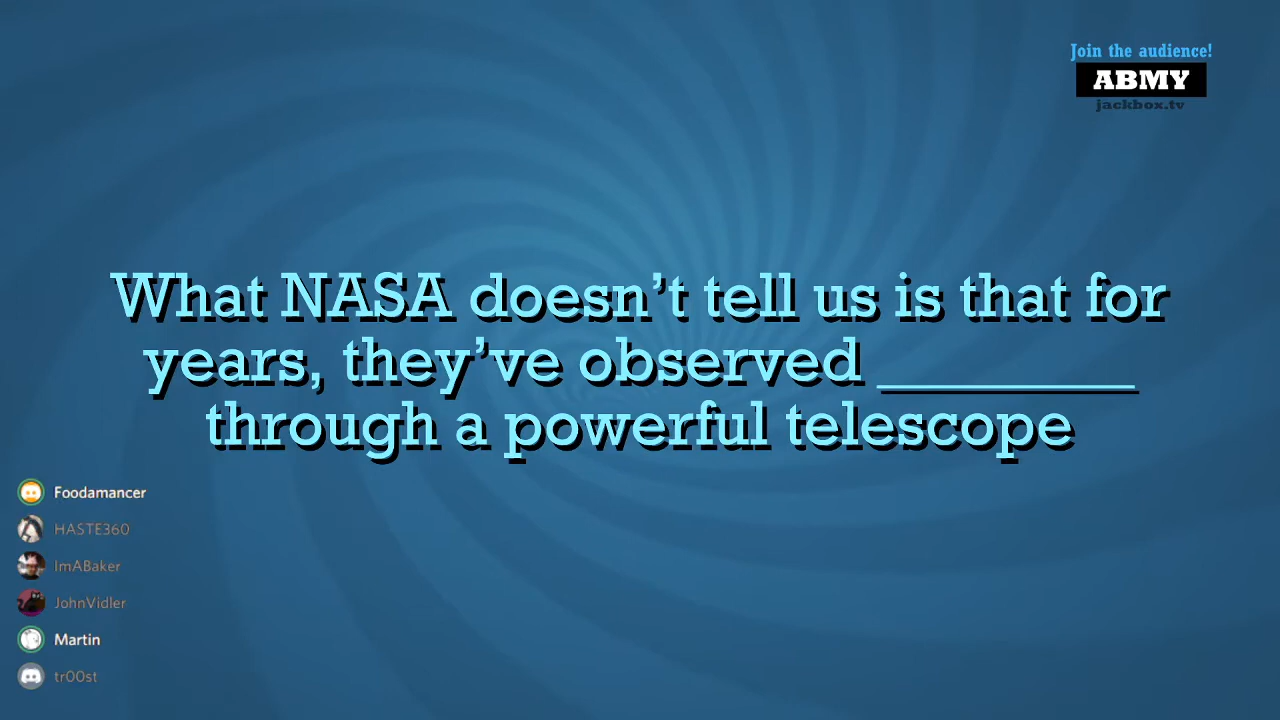 Join the audience!
ABMY
jackbox.tv
What NASA doesn't tell us is that for
years, they've observed ________
through a powerful telescope
Foodamancer
HASTE360
ImABaker
JohnVidler
Martin
tr00st